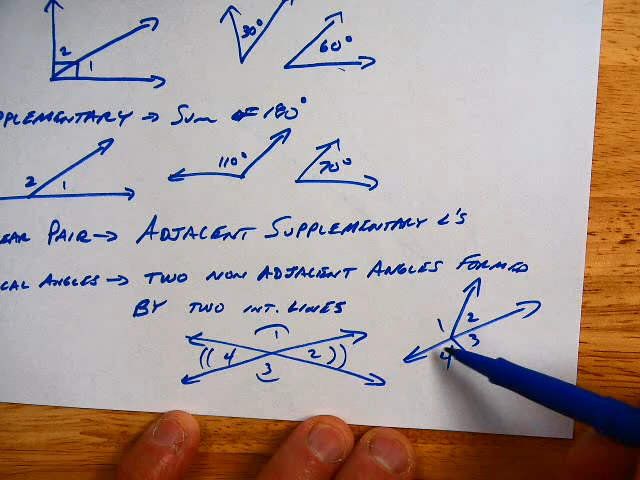 2 1 30° 60°
PPLEMENTARY → SUM OF 180°
2 1 110° 70°
EAR PAIR → ADJACENT SUPPLEMENTARY ∠'S
CAL ANGLES → TWO NON ADJACENT ANGLES FORMED
BY TWO INT. LINES
1 2 3 4
1 2 3 4